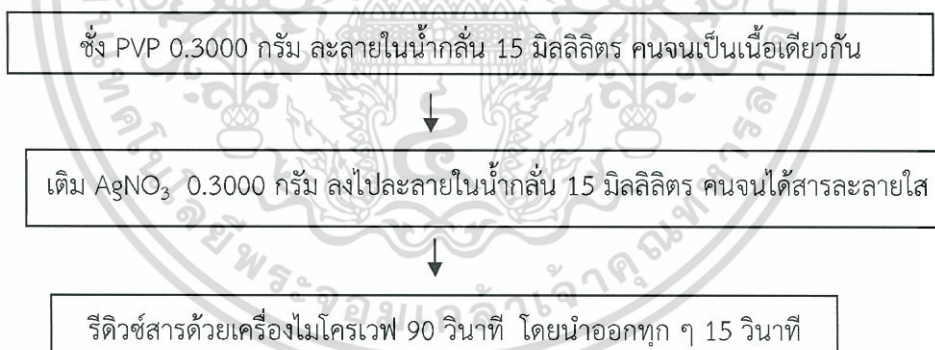 ชั่ง PVP 0.3000 กรัม ละลายในน้ำกลั่น 15 มิลลิลิตร คนจนเป็นเนื้อเดียวกัน
เติม AgNO₃ 0.3000 กรัม ลงไปละลายในน้ำกลั่น 15 มิลลิลิตร คนจนได้สารละลายใส
รีดิวซ์สารด้วยเครื่องไมโครเวฟ 90 วินาที โดยนำออกทุก ๆ 15 วินาที